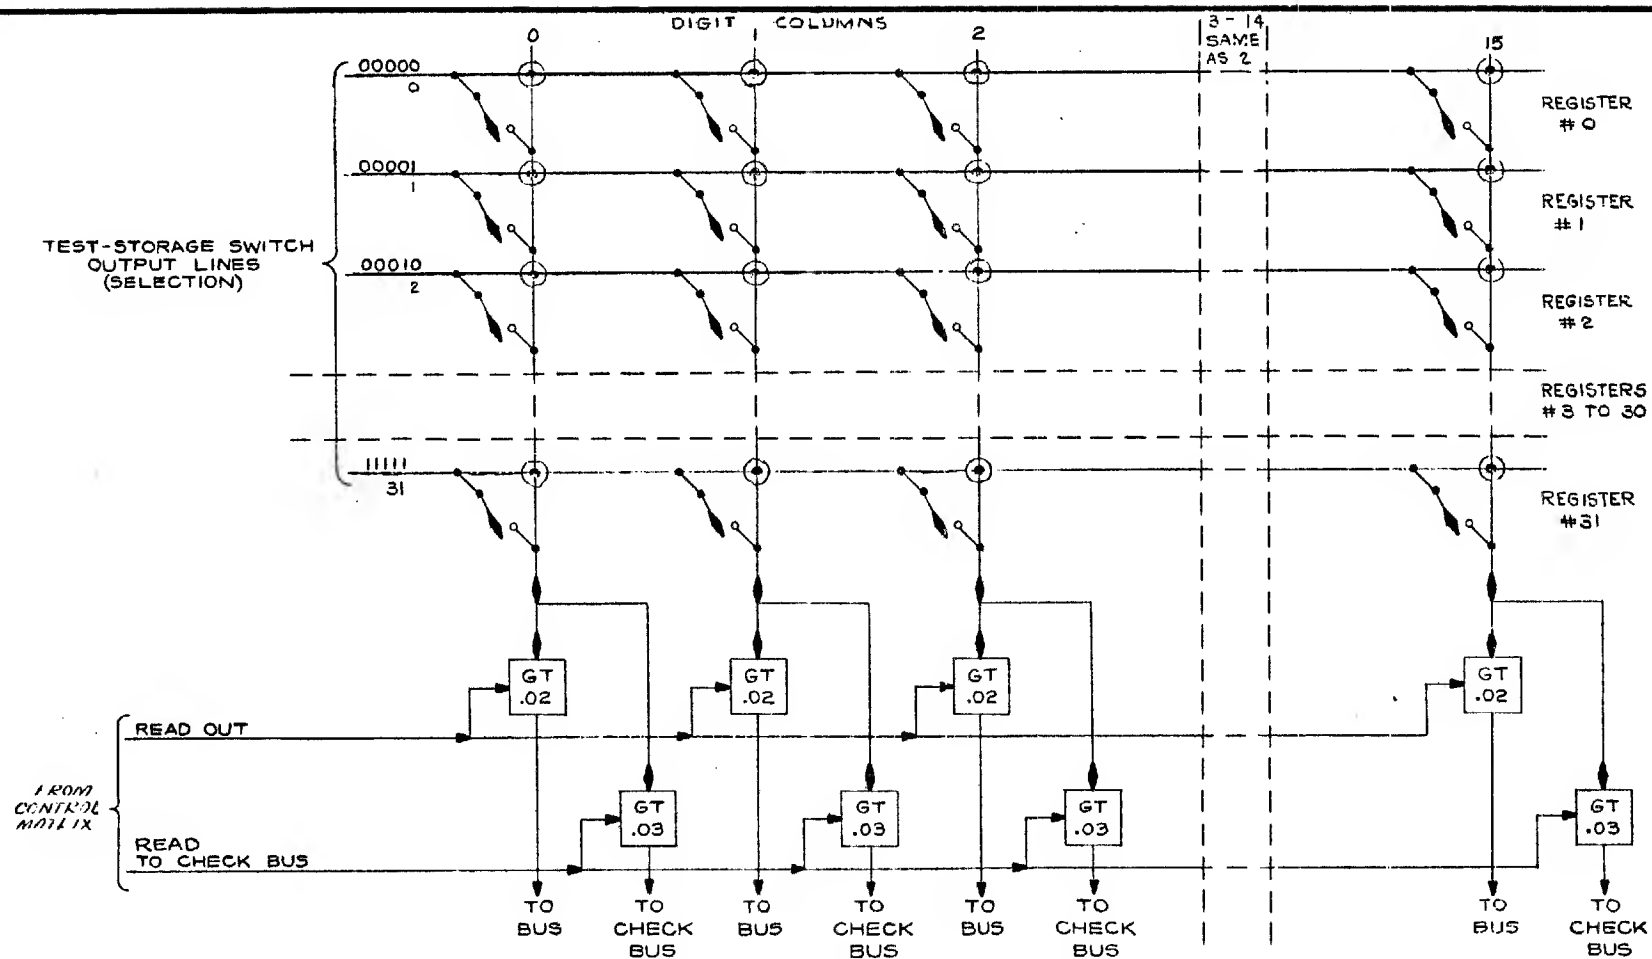 DIGIT COLUMNS
0
1
2
3-14
SAME
AS 2
15
00000
0
REGISTER
#0
00001
1
REGISTER
#1
TEST-STORAGE SWITCH
OUTPUT LINES
(SELECTION)
00010
2
REGISTER
#2
REGISTERS
#3 TO 30
11111
31
REGISTER
#31
GT
.02
GT
.02
GT
.02
GT
.02
READ OUT
FROM
CONTROL
MATRIX
GT
.03
GT
.03
GT
.03
GT
.03
READ
TO CHECK BUS
TO
BUS
TO
CHECK
BUS
TO
BUS
TO
CHECK
BUS
TO
BUS
TO
CHECK
BUS
TO
BUS
TO
CHECK
BUS